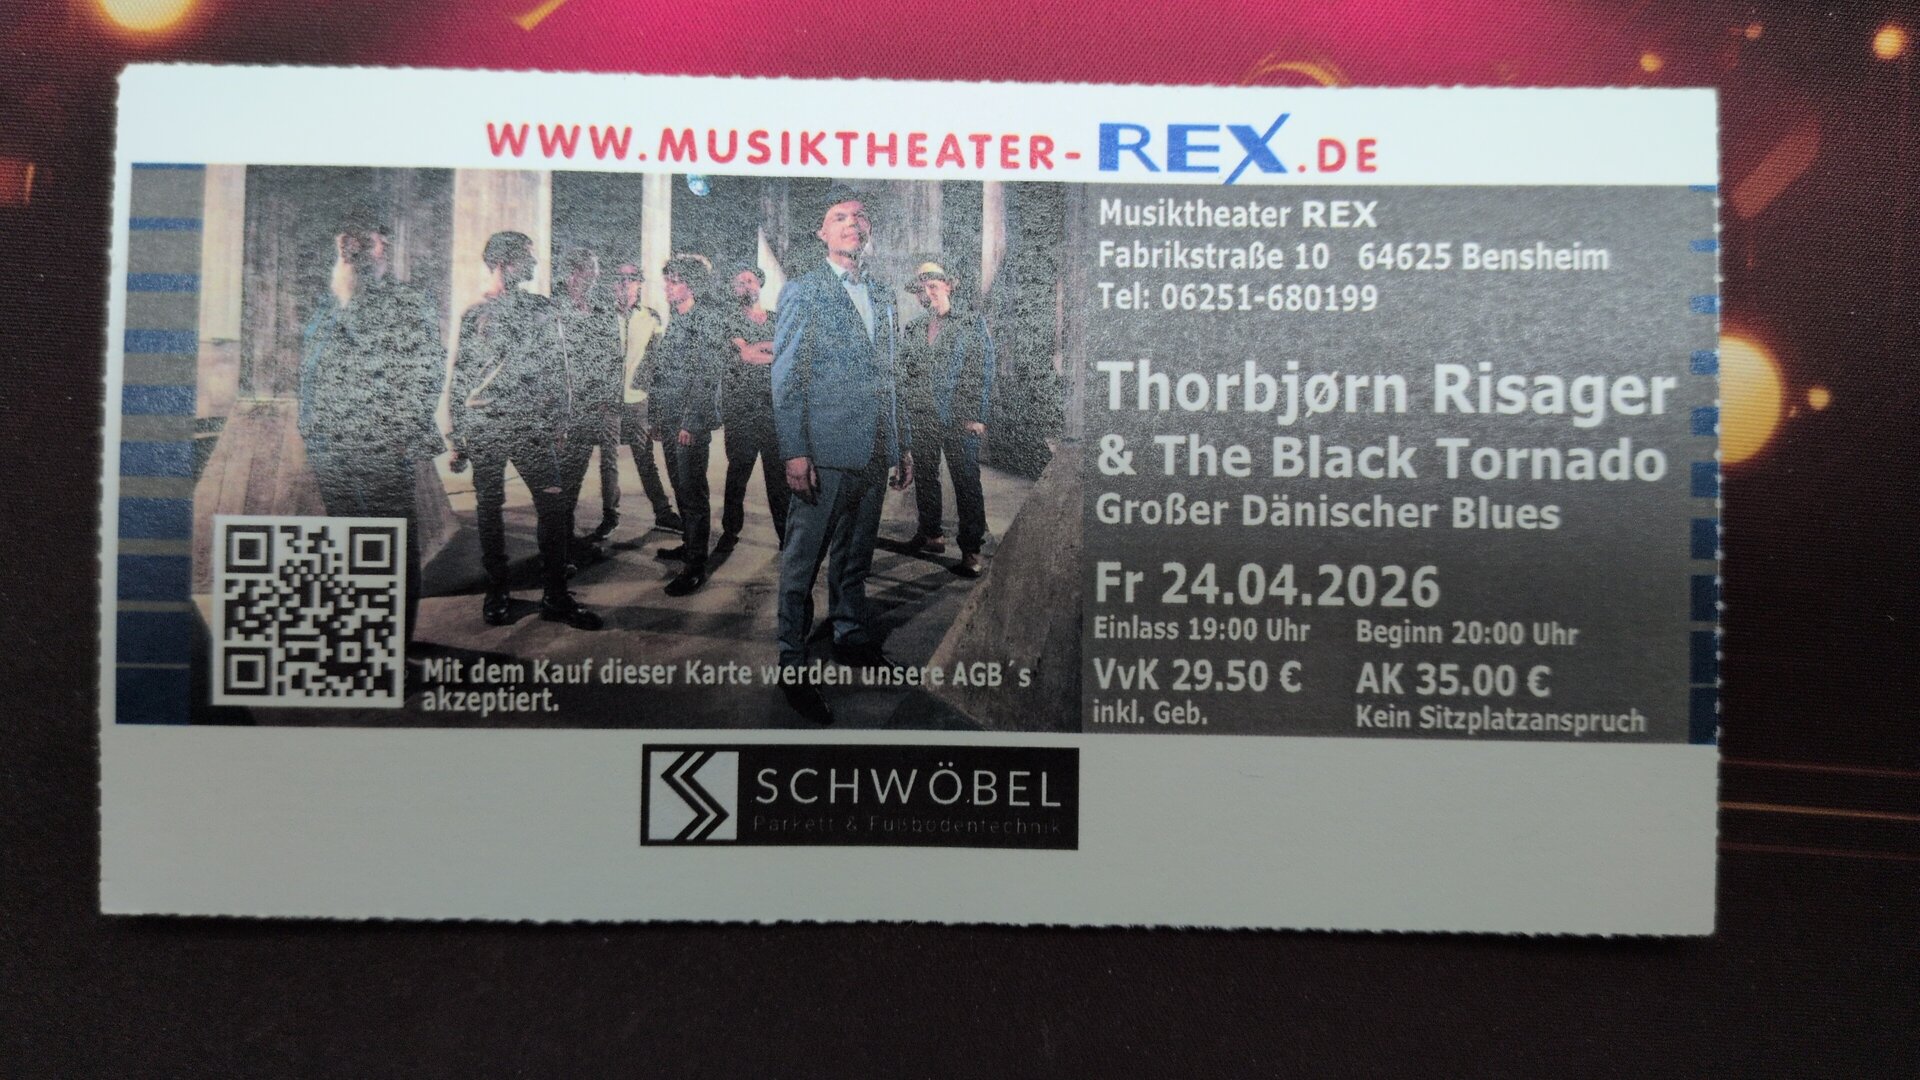 WWW.MUSIKTHEATER-REX.DE
Musiktheater REX
Fabrikstraße 10 64625 Bensheim
Tel: 06251-680199
Thorbjørn Risager
& The Black Tornado
Großer Dänischer Blues
Fr 24.04.2026
Einlass 19:00 Uhr Beginn 20:00 Uhr
VvK 29.50 € AK 35.00 €
inkl. Geb. Kein Sitzplatzanspruch
Mit dem Kauf dieser Karte werden unsere AGB´s
akzeptiert.
SCHWÖBEL
Parkett & Fußbodentechnik